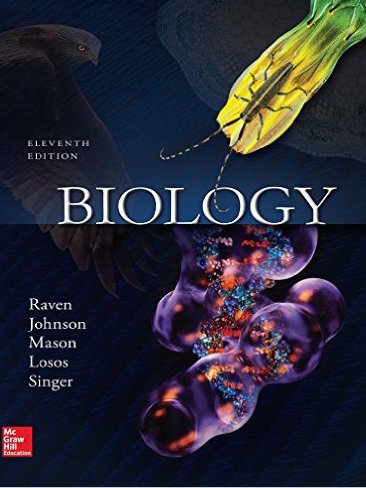 ELEVENTH
EDITION
BIOLOGY
Raven
Johnson
Mason
Losos
Singer
Mc
Graw
Hill
Education